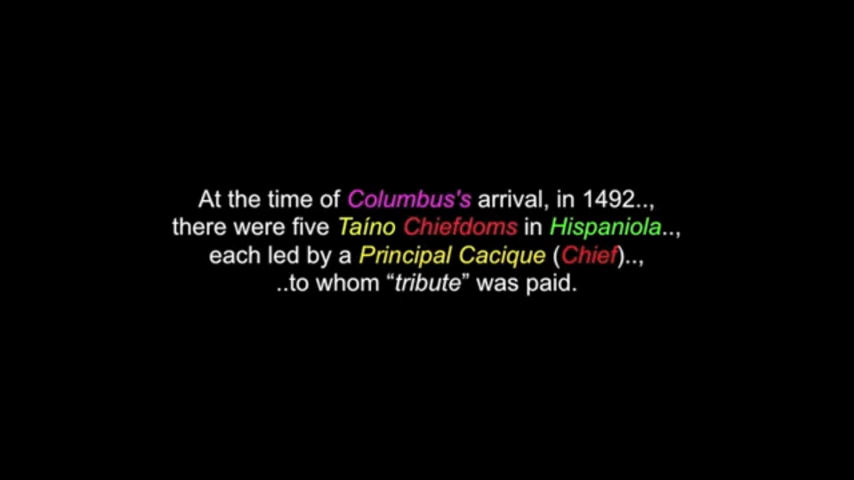 At the time of Columbus's arrival, in 1492..,
there were five Taíno Chiefdoms in Hispaniola..,
each led by a Principal Cacique (Chief)..,
..to whom “tribute” was paid.